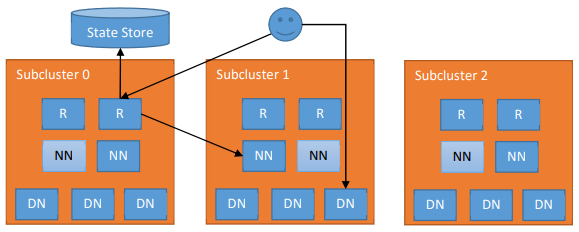 State Store
Subcluster 0
Subcluster 1
Subcluster 2
R R R R R R
NN NN NN NN NN NN
DN DN DN DN DN DN DN DN DN